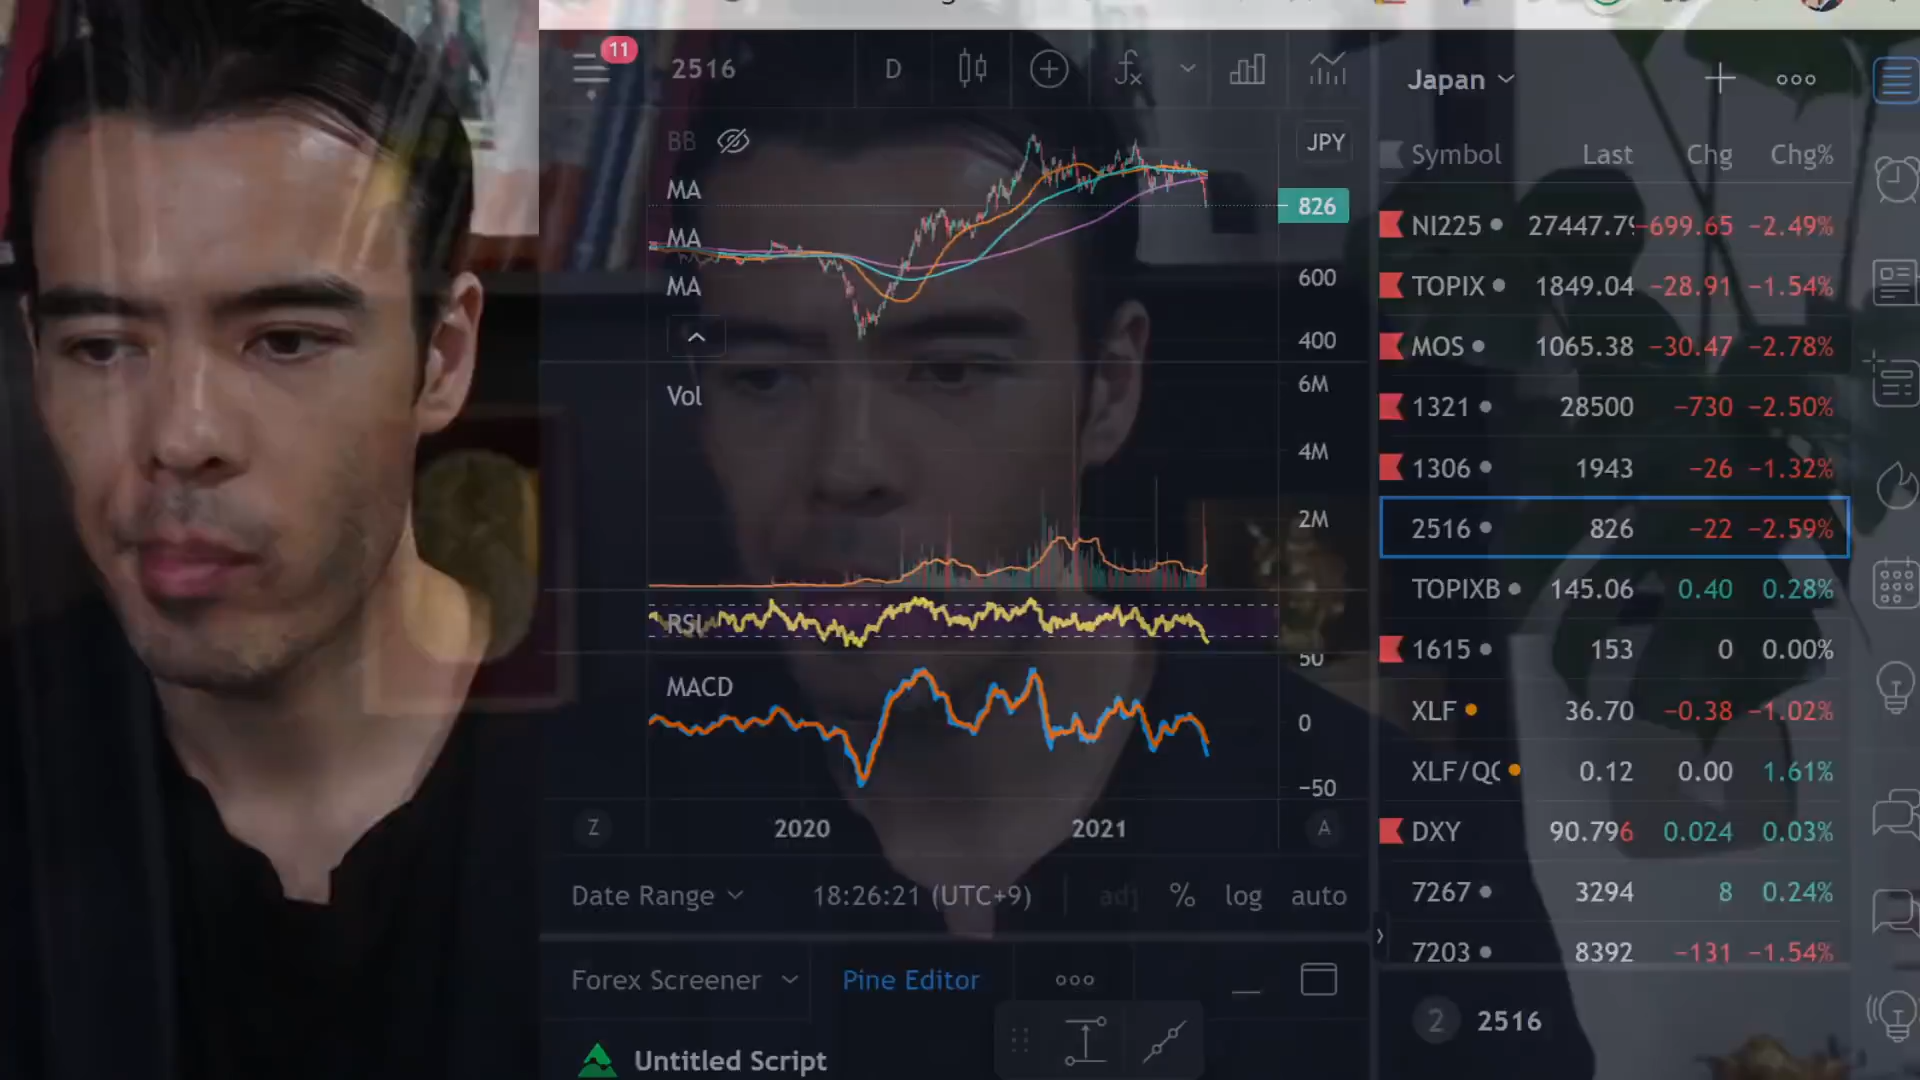 11
2516
D
BB
JPY
MA
826
MA
600
MA
400
Vol
6M
4M
2M
RSI
50
MACD
0
-50
2020
2021
Z
A
Date Range
18:26:21 (UTC+9)
adj
%
log
auto
Forex Screener
Pine Editor
Untitled Script
Japan
Symbol Last Chg Chg%
NI225 27447.79 -699.65 -2.49%
TOPIX 1849.04 -28.91 -1.54%
MOS 1065.38 -30.47 -2.78%
1321 28500 -730 -2.50%
1306 1943 -26 -1.32%
2516 826 -22 -2.59%
TOPIXB 145.06 0.40 0.28%
1615 153 0 0.00%
XLF 36.70 -0.38 -1.02%
XLF/QQ 0.12 0.00 1.61%
DXY 90.796 0.024 0.03%
7267 3294 8 0.24%
7203 8392 -131 -1.54%
2 2516